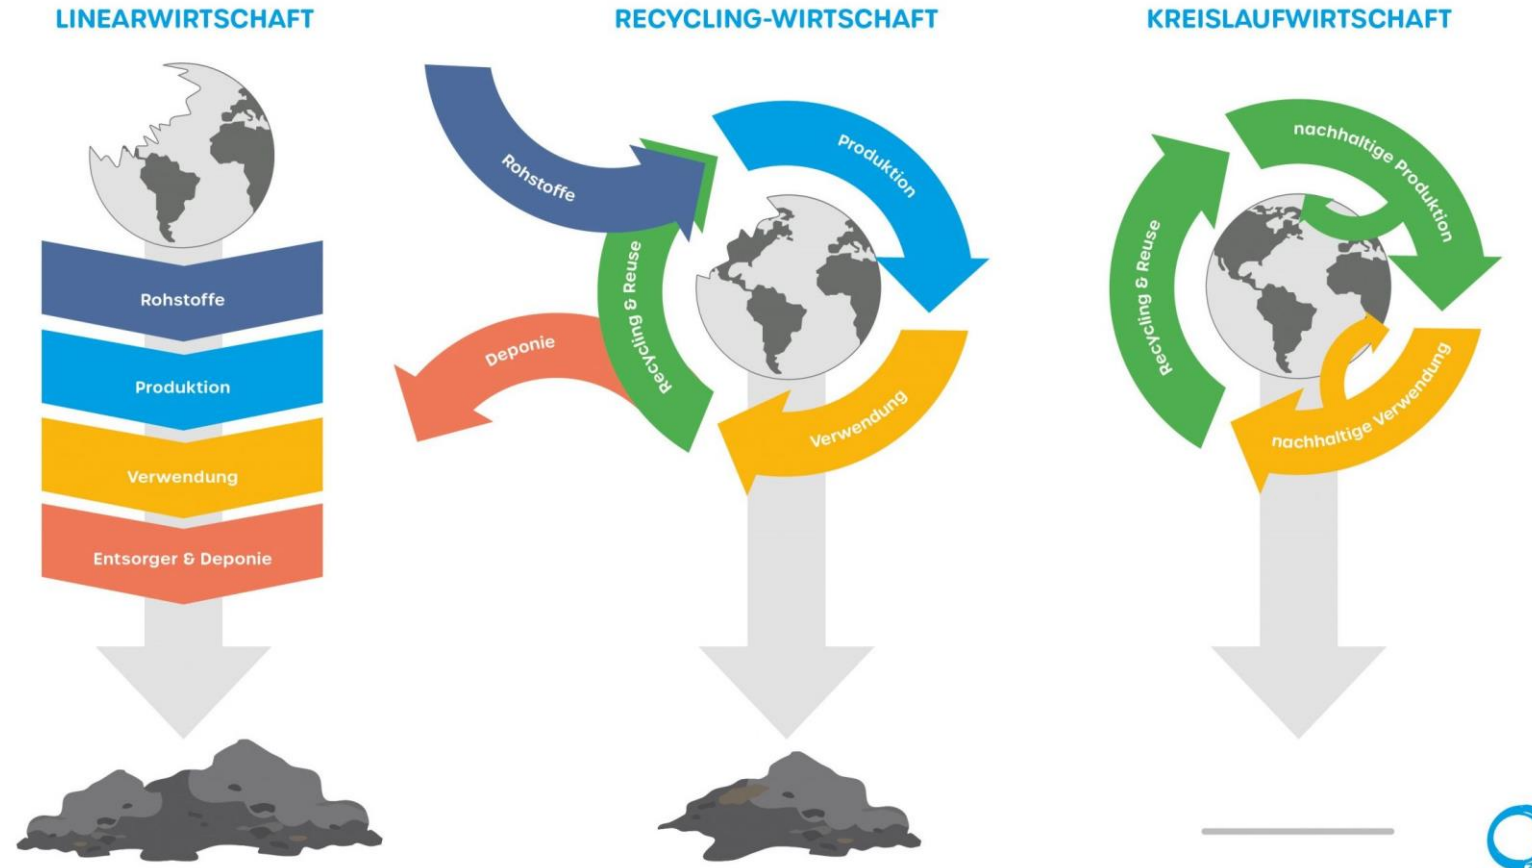 LINEARWIRTSCHAFT
RECYCLING-WIRTSCHAFT
KREISLAUFWIRTSCHAFT
Rohstoffe
Produktion
Verwendung
Entsorger & Deponie
Rohstoffe
Produktion
Verwendung
Recycling & Reuse
Deponie
nachhaltige Produktion
nachhaltige Verwendung
Recycling & Reuse